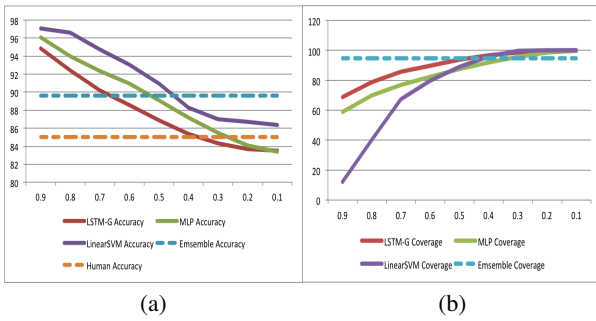 98
96
94
92
90
88
86
84
82
80
0.9 0.8 0.7 0.6 0.5 0.4 0.3 0.2 0.1
LSTM-G Accuracy MLP Accuracy
LinearSVM Accuracy Emsemble Accuracy
Human Accuracy
(a)
120
100
80
60
40
20
0
0.9 0.8 0.7 0.6 0.5 0.4 0.3 0.2 0.1
LSTM-G Coverage MLP Coverage
LinearSVM Coverage Emsemble Coverage
(b)